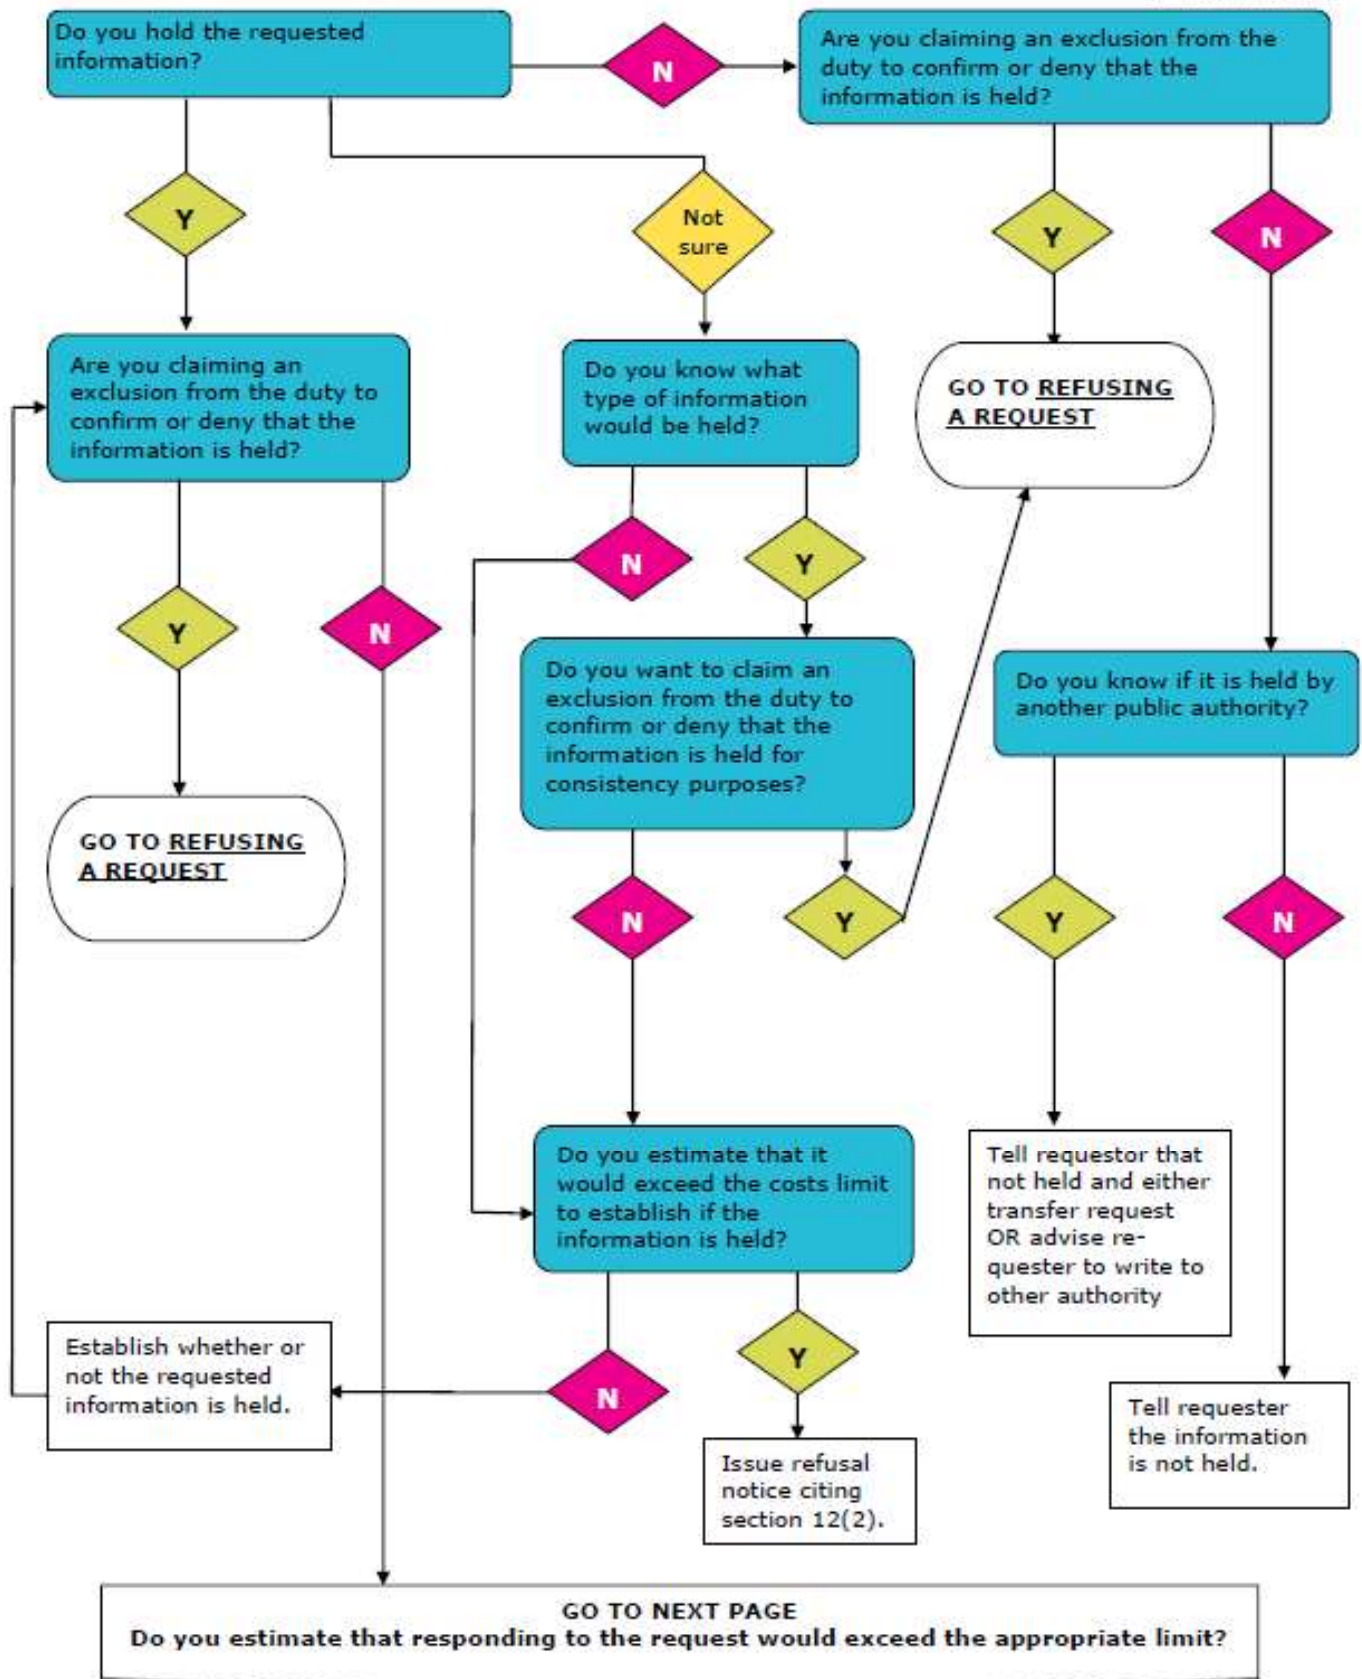 Do you hold the requested
information?
N
Are you claiming an exclusion from the
duty to confirm or deny that the
information is held?
Y
Not
sure
Y
N
Are you claiming an
exclusion from the duty to
confirm or deny that the
information is held?
Do you know what
type of information
would be held?
GO TO REFUSING
A REQUEST
N
Y
Y
N
Do you want to claim an
exclusion from the duty to
confirm or deny that the
information is held for
consistency purposes?
Do you know if it is held by
another public authority?
GO TO REFUSING
A REQUEST
N
Y
Y
N
Do you estimate that it
would exceed the costs limit
to establish if the
information is held?
Tell requestor that
not held and either
transfer request
OR advise re-
quester to write to
other authority
Establish whether or
not the requested
information is held.
N
Y
Tell requester
the information
is not held.
Issue refusal
notice citing
section 12(2).
GO TO NEXT PAGE
Do you estimate that responding to the request would exceed the appropriate limit?